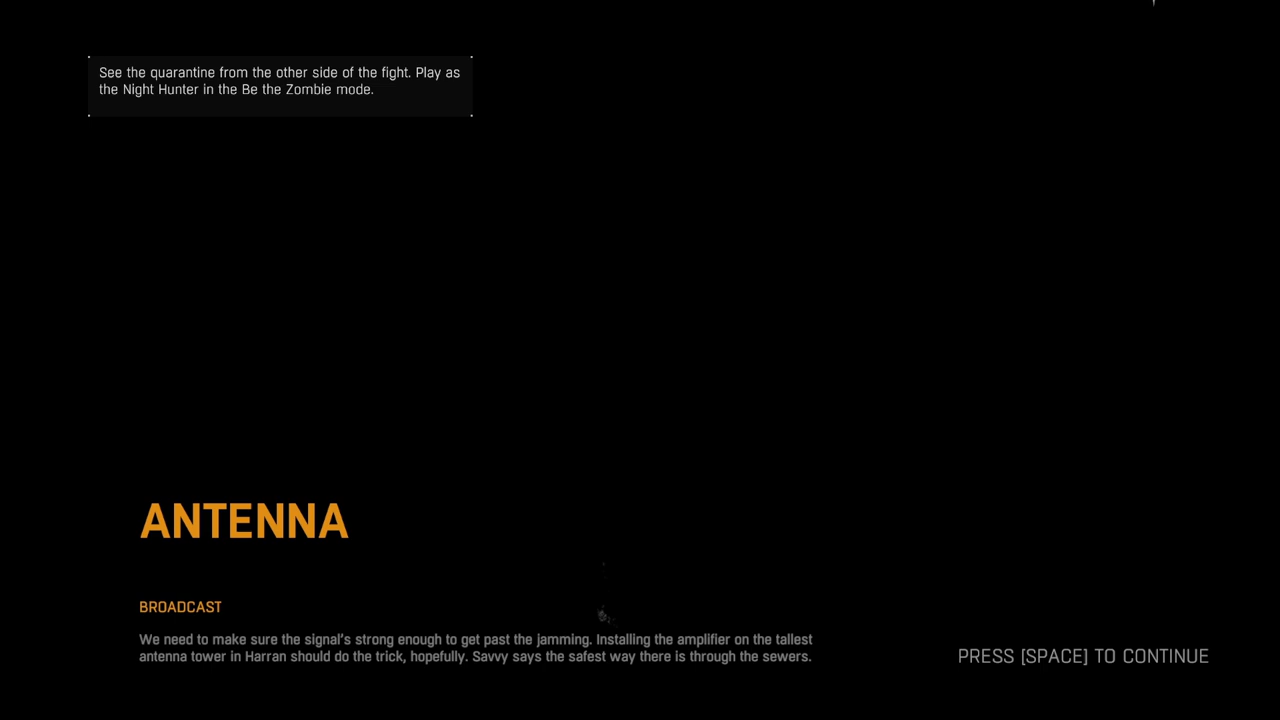 See the quarantine from the other side of the fight. Play as
the Night Hunter in the Be the Zombie mode.
ANTENNA
BROADCAST
We need to make sure the signal's strong enough to get past the jamming. Installing the amplifier on the tallest
antenna tower in Harran should do the trick, hopefully. Savvy says the safest way there is through the sewers.
PRESS [SPACE] TO CONTINUE